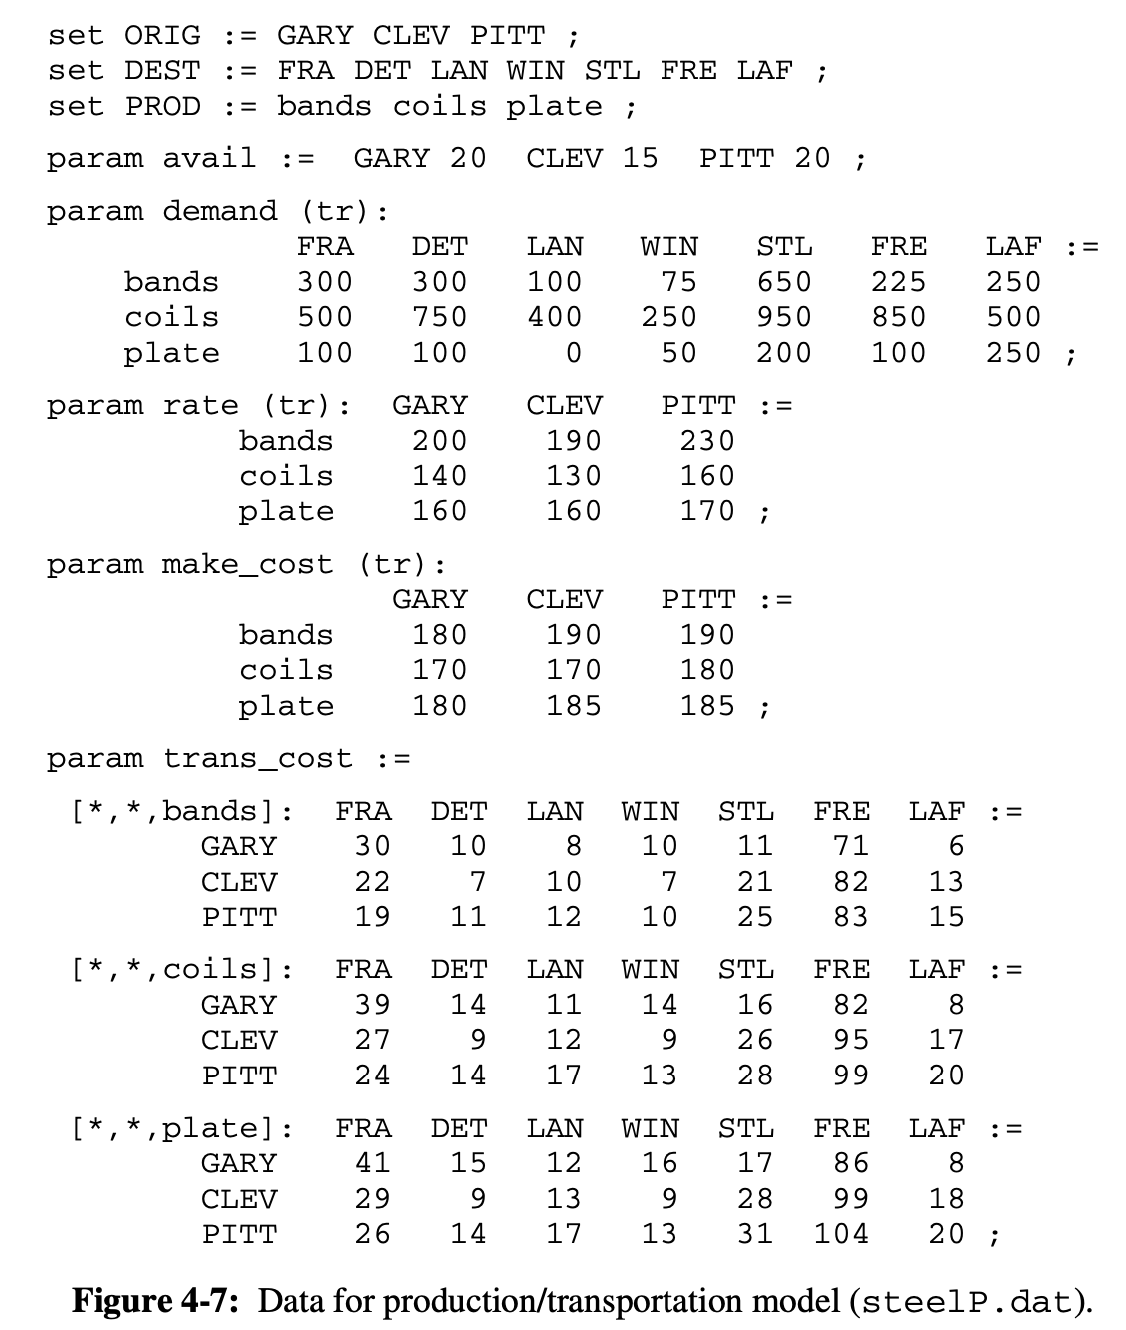 set ORIG := GARY CLEV PITT ;
set DEST := FRA DET LAN WIN STL FRE LAF ;
set PROD := bands coils plate ;
param avail := GARY 20 CLEV 15 PITT 20 ;
param demand (tr):
FRA DET LAN WIN STL FRE LAF :=
bands 300 300 100 75 650 225 250
coils 500 750 400 250 950 850 500
plate 100 100 0 50 200 100 250 ;
param rate (tr): GARY CLEV PITT :=
bands 200 190 230
coils 140 130 160
plate 160 160 170 ;
param make_cost (tr):
GARY CLEV PITT :=
bands 180 190 190
coils 170 170 180
plate 180 185 185 ;
param trans_cost :=
[*,*,bands]: FRA DET LAN WIN STL FRE LAF :=
GARY 30 10 8 10 11 71 6
CLEV 22 7 10 7 21 82 13
PITT 19 11 12 10 25 83 15
[*,*,coils]: FRA DET LAN WIN STL FRE LAF :=
GARY 39 14 11 14 16 82 8
CLEV 27 9 12 9 26 95 17
PITT 24 14 17 13 28 99 20
[*,*,plate]: FRA DET LAN WIN STL FRE LAF :=
GARY 41 15 12 16 17 86 8
CLEV 29 9 13 9 28 99 18
PITT 26 14 17 13 31 104 20 ;
Figure 4-7: Data for production/transportation model (steelP.dat).